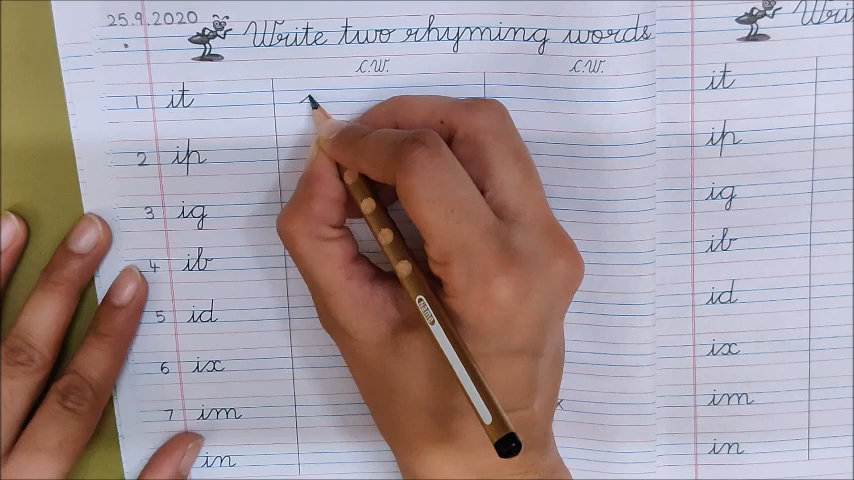 25.9.2020
Write two rhyming words
C.W. C.W.
1 it
2 ip
3 ig
4 ib
5 id
6 ix
7 im
in
Wri
it
ip
ig
ib
id
ix
im
in